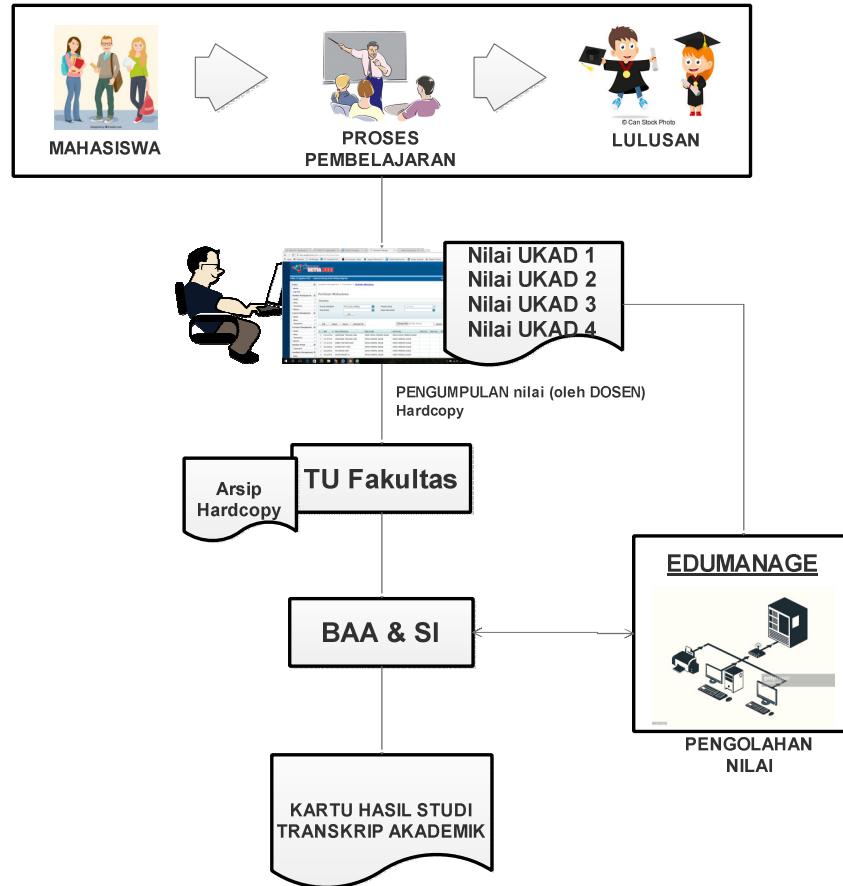 MAHASISWA
PROSES
PEMBELAJARAN
© Can Stock Photo
LULUSAN
Nilai UKAD 1
Nilai UKAD 2
Nilai UKAD 3
Nilai UKAD 4
PENGUMPULAN nilai (oleh DOSEN)
Hardcopy
TU Fakultas
Arsip
Hardcopy
EDUMANAGE
BAA & SI
PENGOLAHAN
NILAI
KARTU HASIL STUDI
TRANSKRIP AKADEMIK